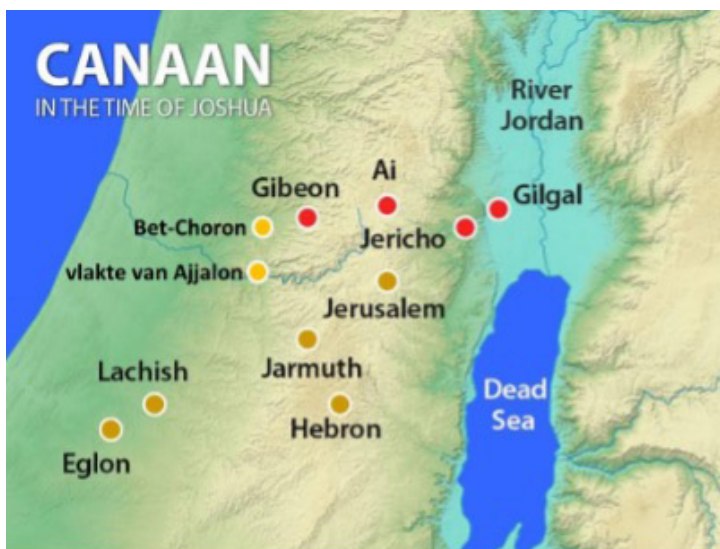 CANAAN
IN THE TIME OF JOSHUA
River
Jordan
Ai
Gibeon
Gilgal
Bet-Choron
Jericho
vlakte van Ajjalon
Jerusalem
Jarmuth
Lachish
Dead
Sea
Hebron
Eglon